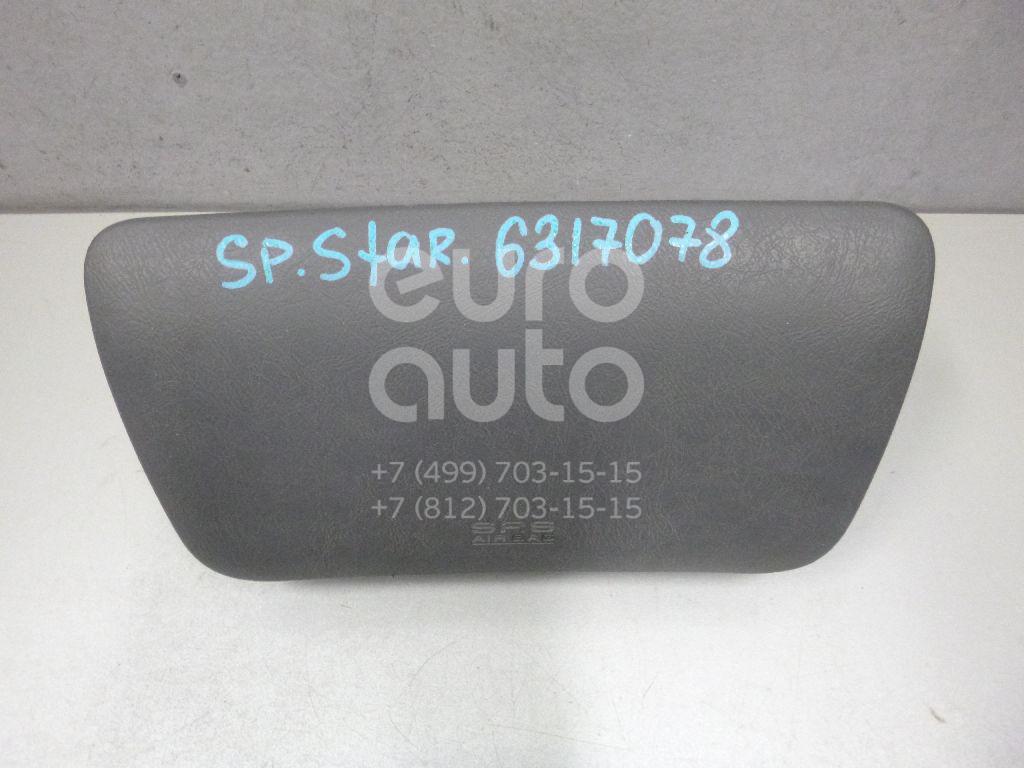 SP.Star. 6317078
euro
auto
+7 (499) 703-15-15
+7 (812) 703-15-15
SRS
AIRBAG